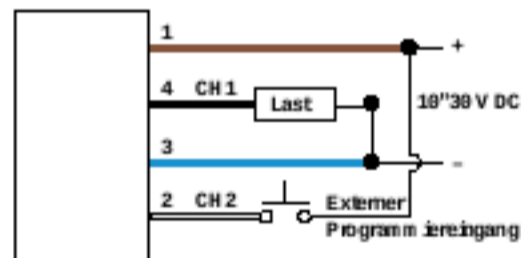 1
+
4 CH1
Last
10"30 V DC
3
-
2 CH2
Externer
Programmiereingang